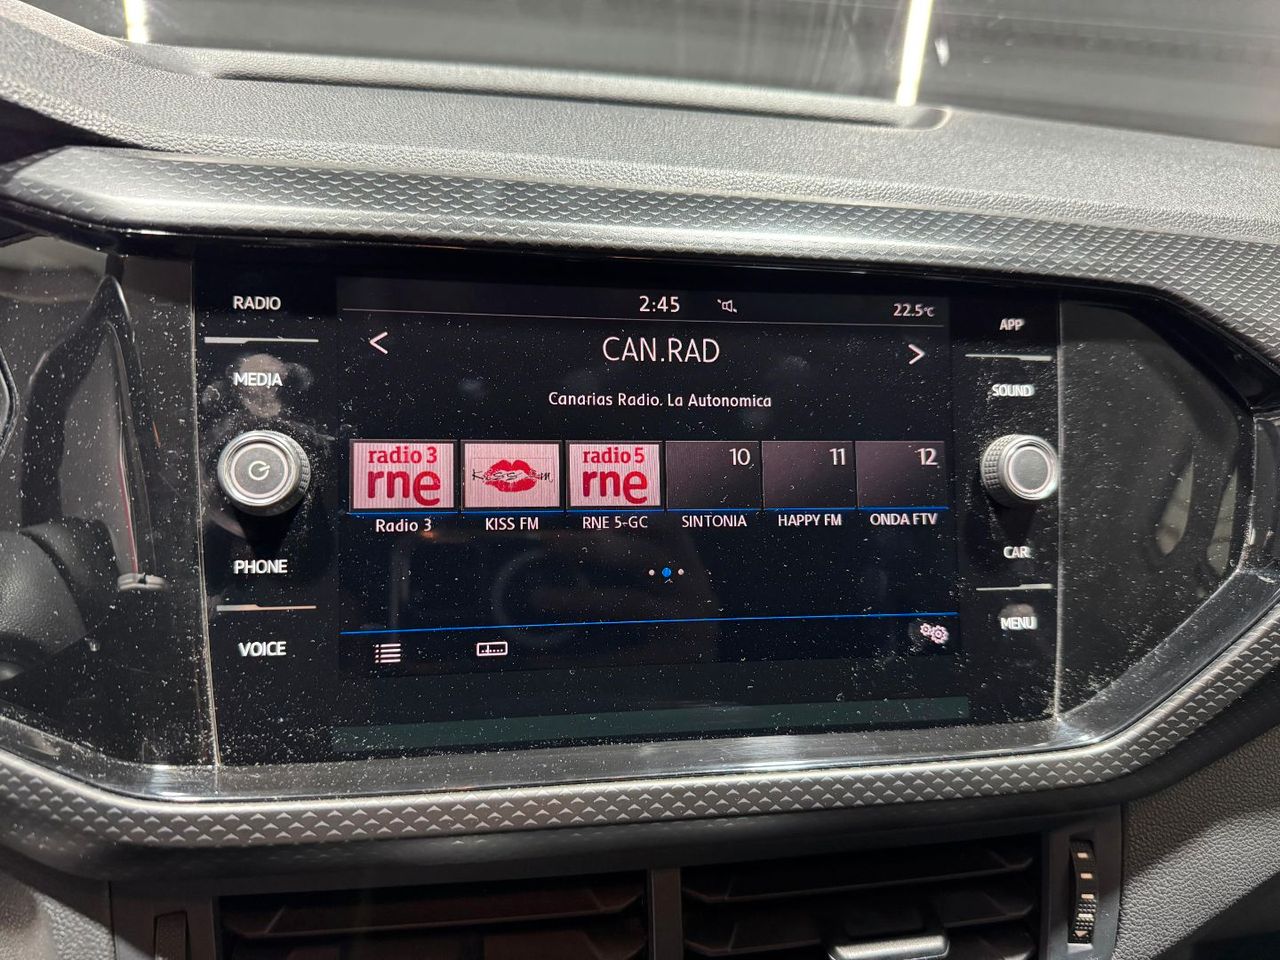 RADIO
MEDIA
PHONE
VOICE
2:45
22.5°C
<
CAN.RAD
>
Canarias Radio. La Autonomica
radio 3
rne
Kiss fm
radio 5
rne
10
11
12
Radio 3
KISS FM
RNE 5-GC
SINTONIA
HAPPY FM
ONDA FTV
APP
SOUND
CAR
MENU